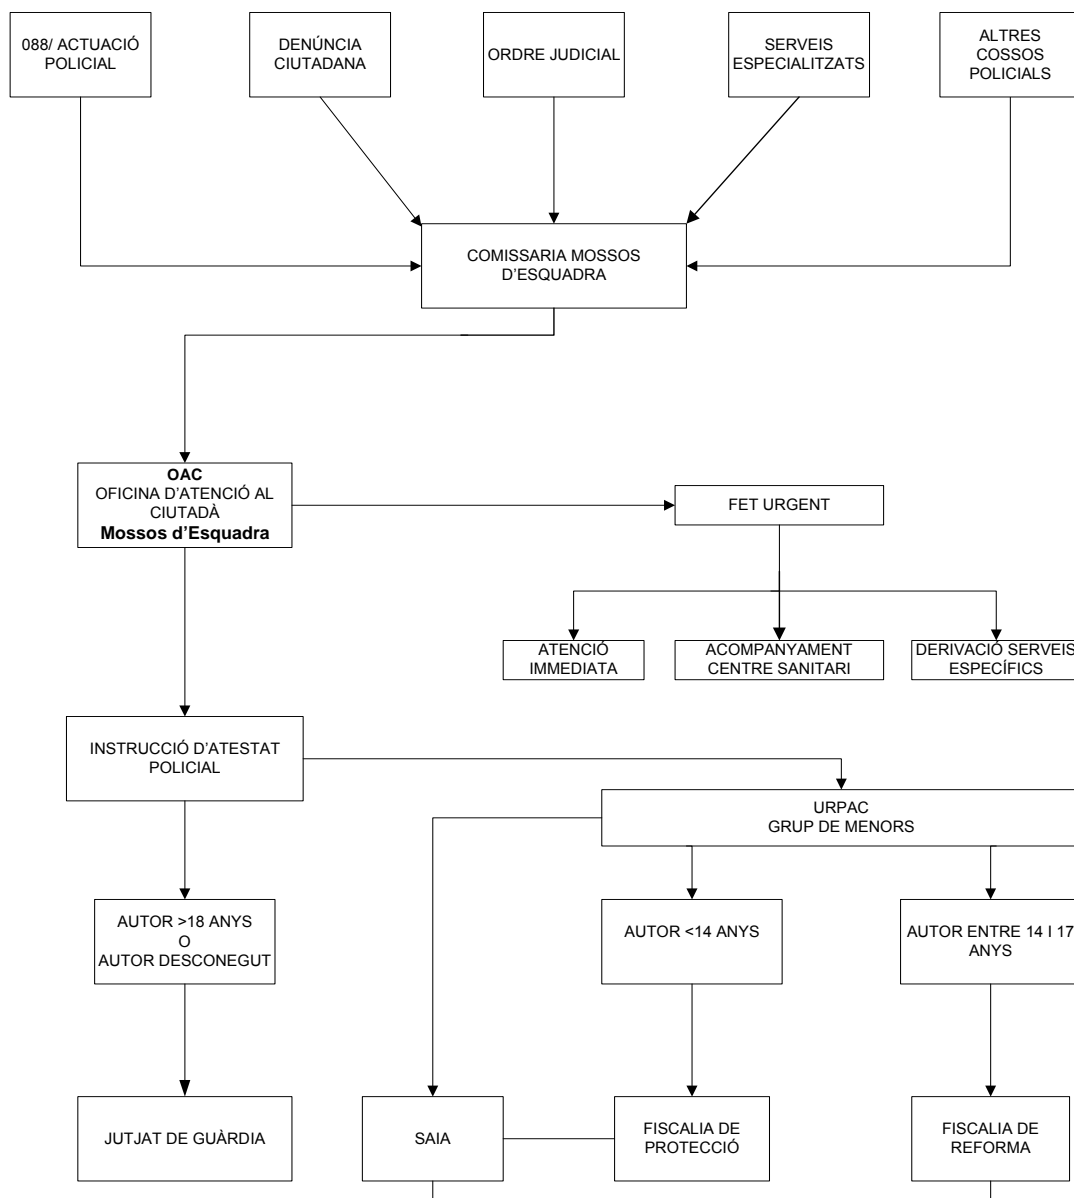 088/ ACTUACIÓ
POLICIAL
DENÚNCIA
CIUTADANA
ORDRE JUDICIAL
SERVEIS
ESPECIALITZATS
ALTRES
COSSOS
POLICIALS
COMISSARIA MOSSOS
D'ESQUADRA
OAC
OFICINA D'ATENCIÓ AL
CIUTADÀ
Mossos d'Esquadra
FET URGENT
ATENCIÓ
IMMEDIATA
ACOMPANYAMENT
CENTRE SANITARI
DERIVACIÓ SERVEIS
ESPECÍFICS
INSTRUCCIÓ D'ATESTAT
POLICIAL
URPAC
GRUP DE MENORS
AUTOR >18 ANYS
O
AUTOR DESCONEGUT
AUTOR <14 ANYS
AUTOR ENTRE 14 I 17
ANYS
JUTJAT DE GUÀRDIA
SAIA
FISCALIA DE
PROTECCIÓ
FISCALIA DE
REFORMA